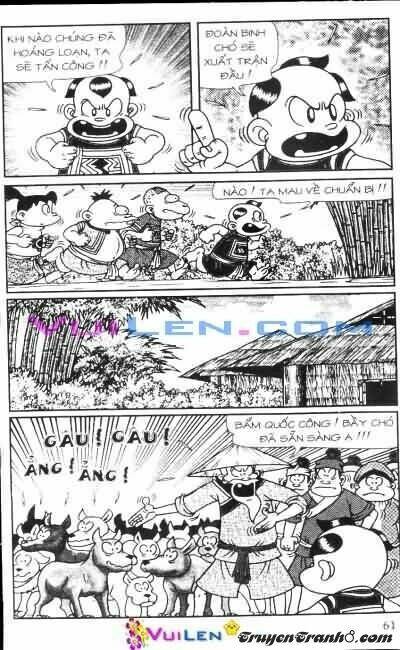 KHI NÀO CHÚNG ĐÃ
HOẢNG LOẠN, TA
SẼ TẤN CÔNG !!
ĐOÀN BINH
CHÓ SẼ
XUẤT TRẬN
ĐẦU !
NÀO ! TA MAU VỀ CHUẨN BỊ !!
VuiLen.com
GÂU! GÂU!
ẲNG! ẲNG!
BẨM QUỐC CÔNG ! BẦY CHÓ
ĐÃ SẴN SÀNG Ạ !!!
61
VuiLen
TruyenTranh8.com